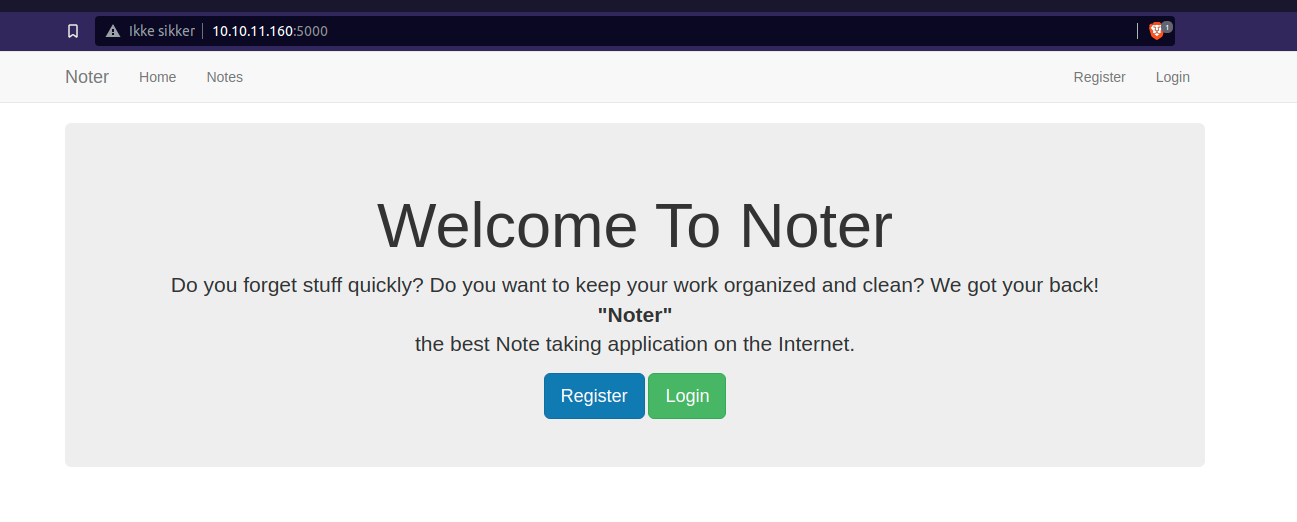 Ikke sikker 10.10.11.160:5000 1
Noter Home Notes Register Login
Welcome To Noter
Do you forget stuff quickly? Do you want to keep your work organized and clean? We got your back!
"Noter"
the best Note taking application on the Internet.
Register Login